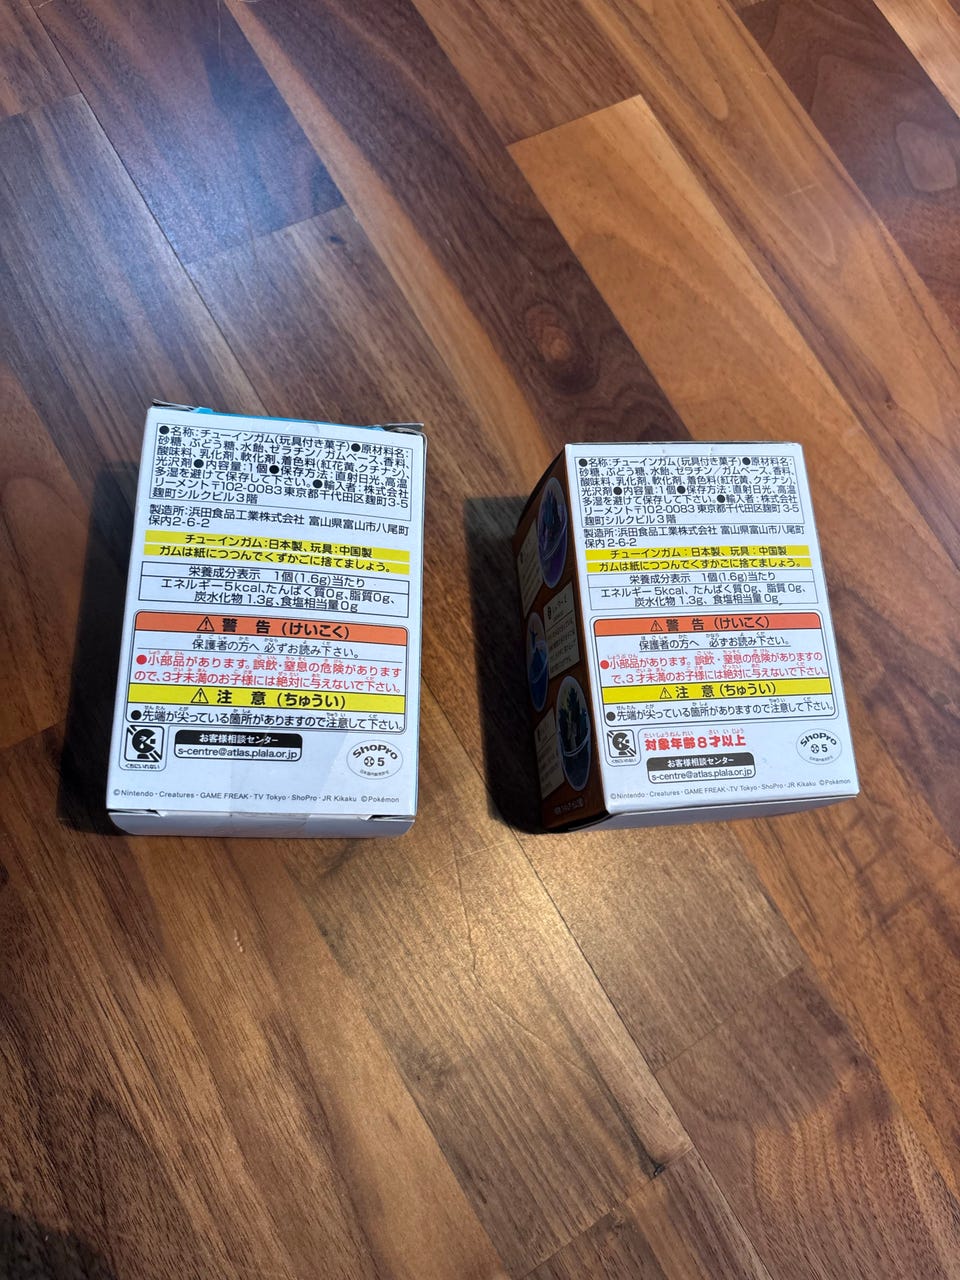 ●名称:チューインガム(玩具付き菓子)●原材料名:
砂糖、ぶどう糖、水飴、ゼラチン/ガムベース、香料、
酸味料、乳化剤、軟化剤、着色料(紅花黄、クチナシ)、
光沢剤●内容量:1個●保存方法:直射日光、高温
多湿を避けて保存して下さい。●輸入者:株式会社
リーメント〒102-0083東京都千代田区麹町3-5
麹町シルクビル3階
製造所:浜田食品工業株式会社 富山県富山市八尾町
保内2-6-2
チューインガム:日本製、玩具:中国製
ガムは紙につつんでくずかごに捨てましょう。
栄養成分表示 1個(1.6g)当たり
エネルギー5kcal、たんぱく質0g、脂質0g、
炭水化物 1.3g、食塩相当量0g
警告(けいこく)
保護者の方へ 必ずお読み下さい。
●小部品があります。誤飲・窒息の危険があります
ので、3才未満のお子様には絶対に与えないで下さい。
注意(ちゅうい)
●先端が尖っている箇所がありますので注意して下さい。
くちにいれない
お客様相談センター
s-centre@atlas.plala.or.jp
ShoPro
5
©Nintendo・Creatures・GAME FREAK・TV Tokyo・ShoPro・JR Kikaku ©Pokémon
●名称:チューインガム(玩具付き菓子)●原材料名:
砂糖、ぶどう糖、水飴、ゼラチン/ガムベース、香料、
酸味料、乳化剤、軟化剤、着色料(紅花黄、クチナシ)、
光沢剤●内容量:1個●保存方法:直射日光、高温
多湿を避けて保存して下さい。●輸入者:株式会社
リーメント〒102-0083 東京都千代田区麹町3-5
麹町シルクビル3階
製造所:浜田食品工業株式会社 富山県富山市八尾町
保内2-6-2
チューインガム:日本製、玩具:中国製
ガムは紙につつんでくずかごに捨てましょう。
栄養成分表示 1個(1.6g)当たり
エネルギー5kcal、たんぱく質0g、脂質0g、
炭水化物 1.3g、食塩相当量0g
警告(けいこく)
保護者の方へ 必ずお読み下さい。
●小部品があります。誤飲・窒息の危険があります
ので、3才未満のお子様には絶対に与えないで下さい。
注意(ちゅうい)
●先端が尖っている箇所がありますので注意して下さい。
くちにいれない
対象年齢8才以上
お客様相談センター
s-centre@atlas.plala.or.jp
ShoPro
5
©Nintendo・Creatures・GAME FREAK・TV Tokyo・ShoPro・JR Kikaku ©Pokémon